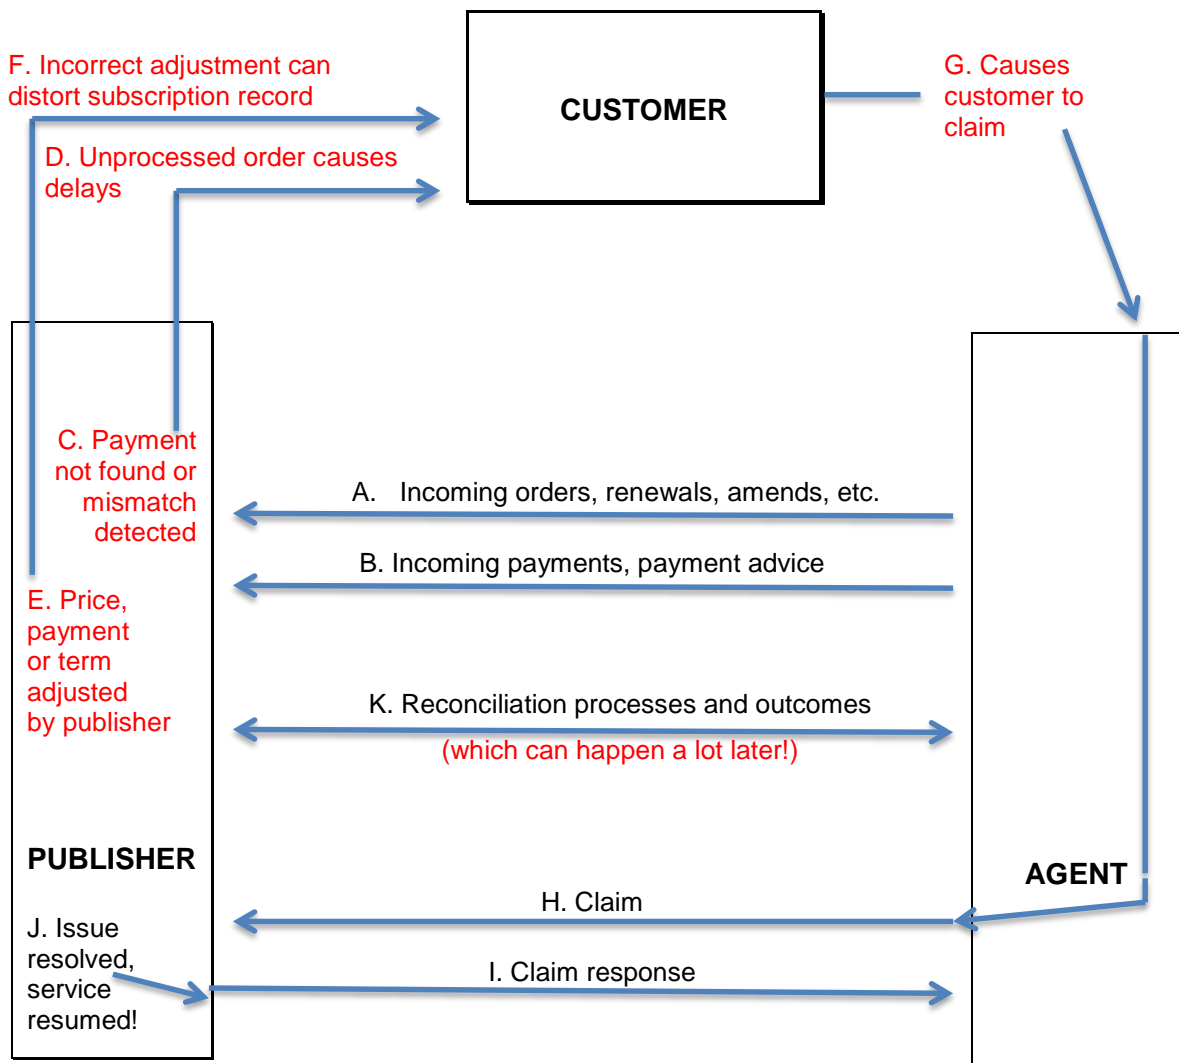 F. Incorrect adjustment can
distort subscription record
CUSTOMER
G. Causes
customer to
claim
D. Unprocessed order causes
delays
C. Payment
not found or
mismatch
detected
A. Incoming orders, renewals, amends, etc.
B. Incoming payments, payment advice
E. Price,
payment
or term
adjusted
by publisher
K. Reconciliation processes and outcomes
(which can happen a lot later!)
PUBLISHER
AGENT
H. Claim
J. Issue
resolved,
service
resumed!
I. Claim response